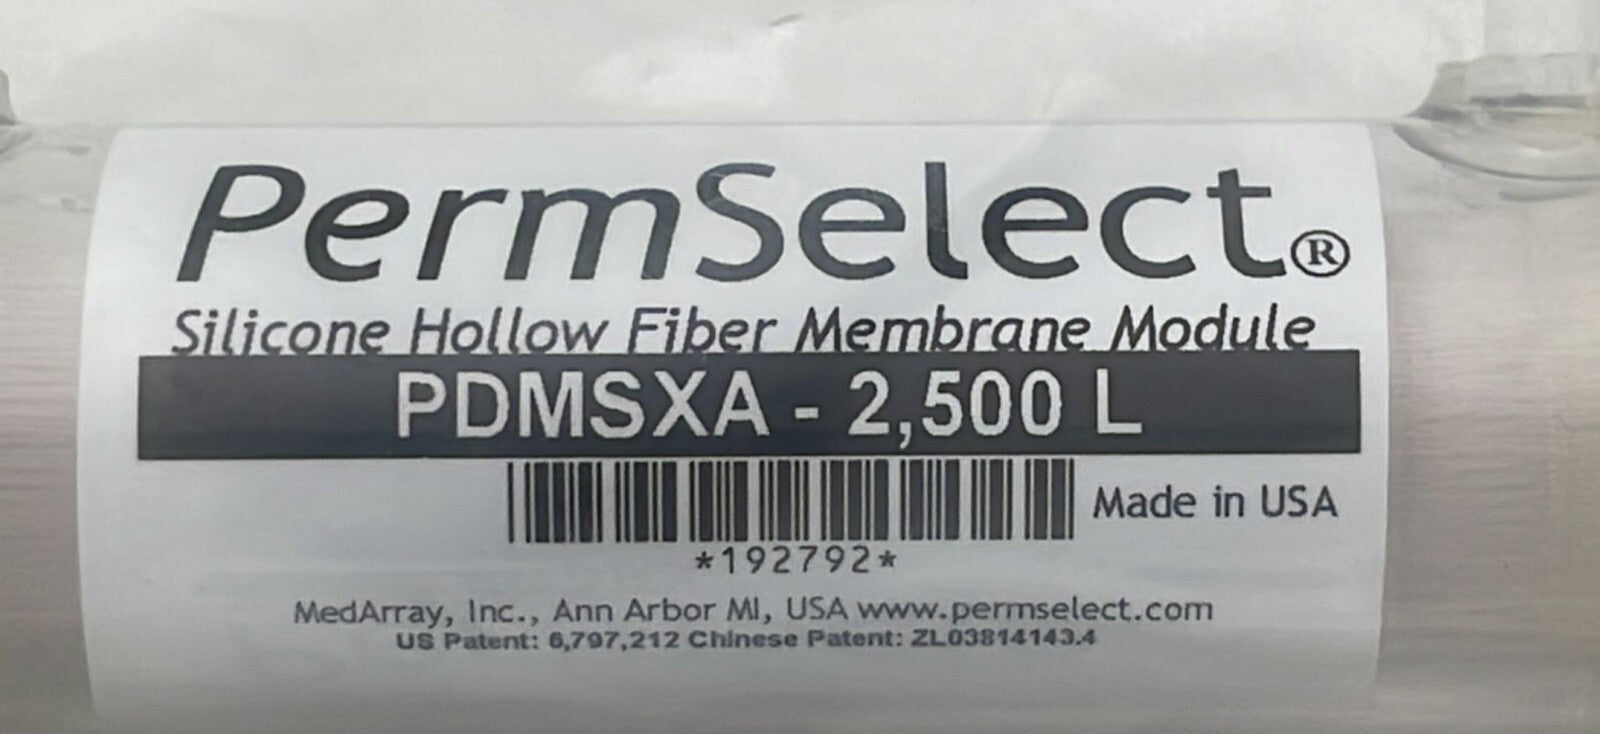 PermSelect®
Silicone Hollow Fiber Membrane Module
PDMSXA - 2,500 L
Made in USA
*192792*
MedArray, Inc., Ann Arbor MI, USA www.permselect.com
US Patent: 6,797,212 Chinese Patent: ZL03814143.4